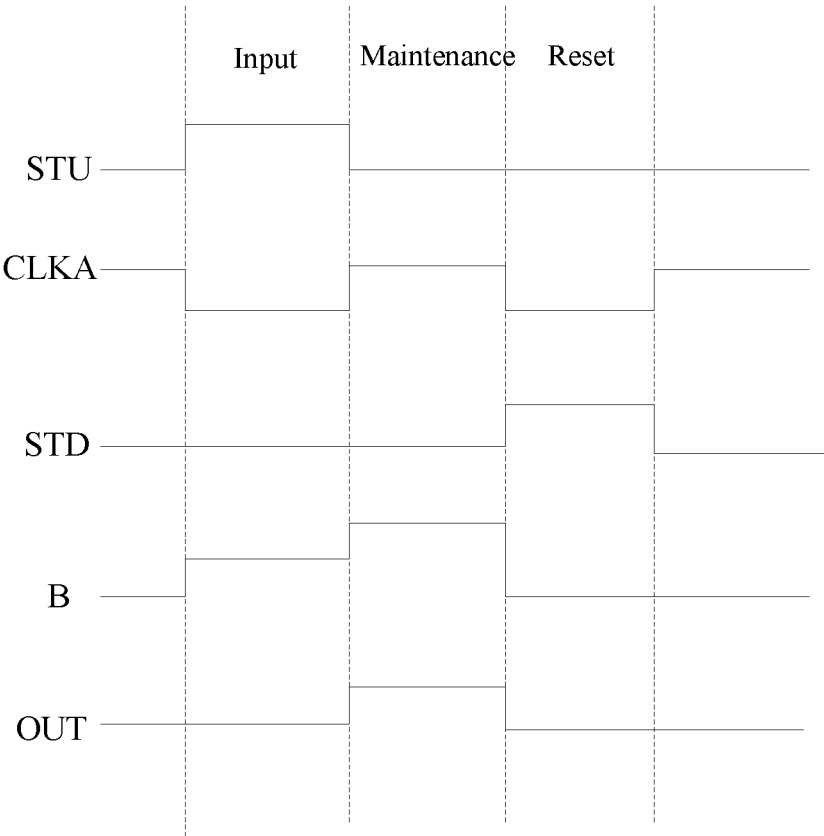 Input
Maintenance
Reset
STU
CLKA
STD
B
OUT